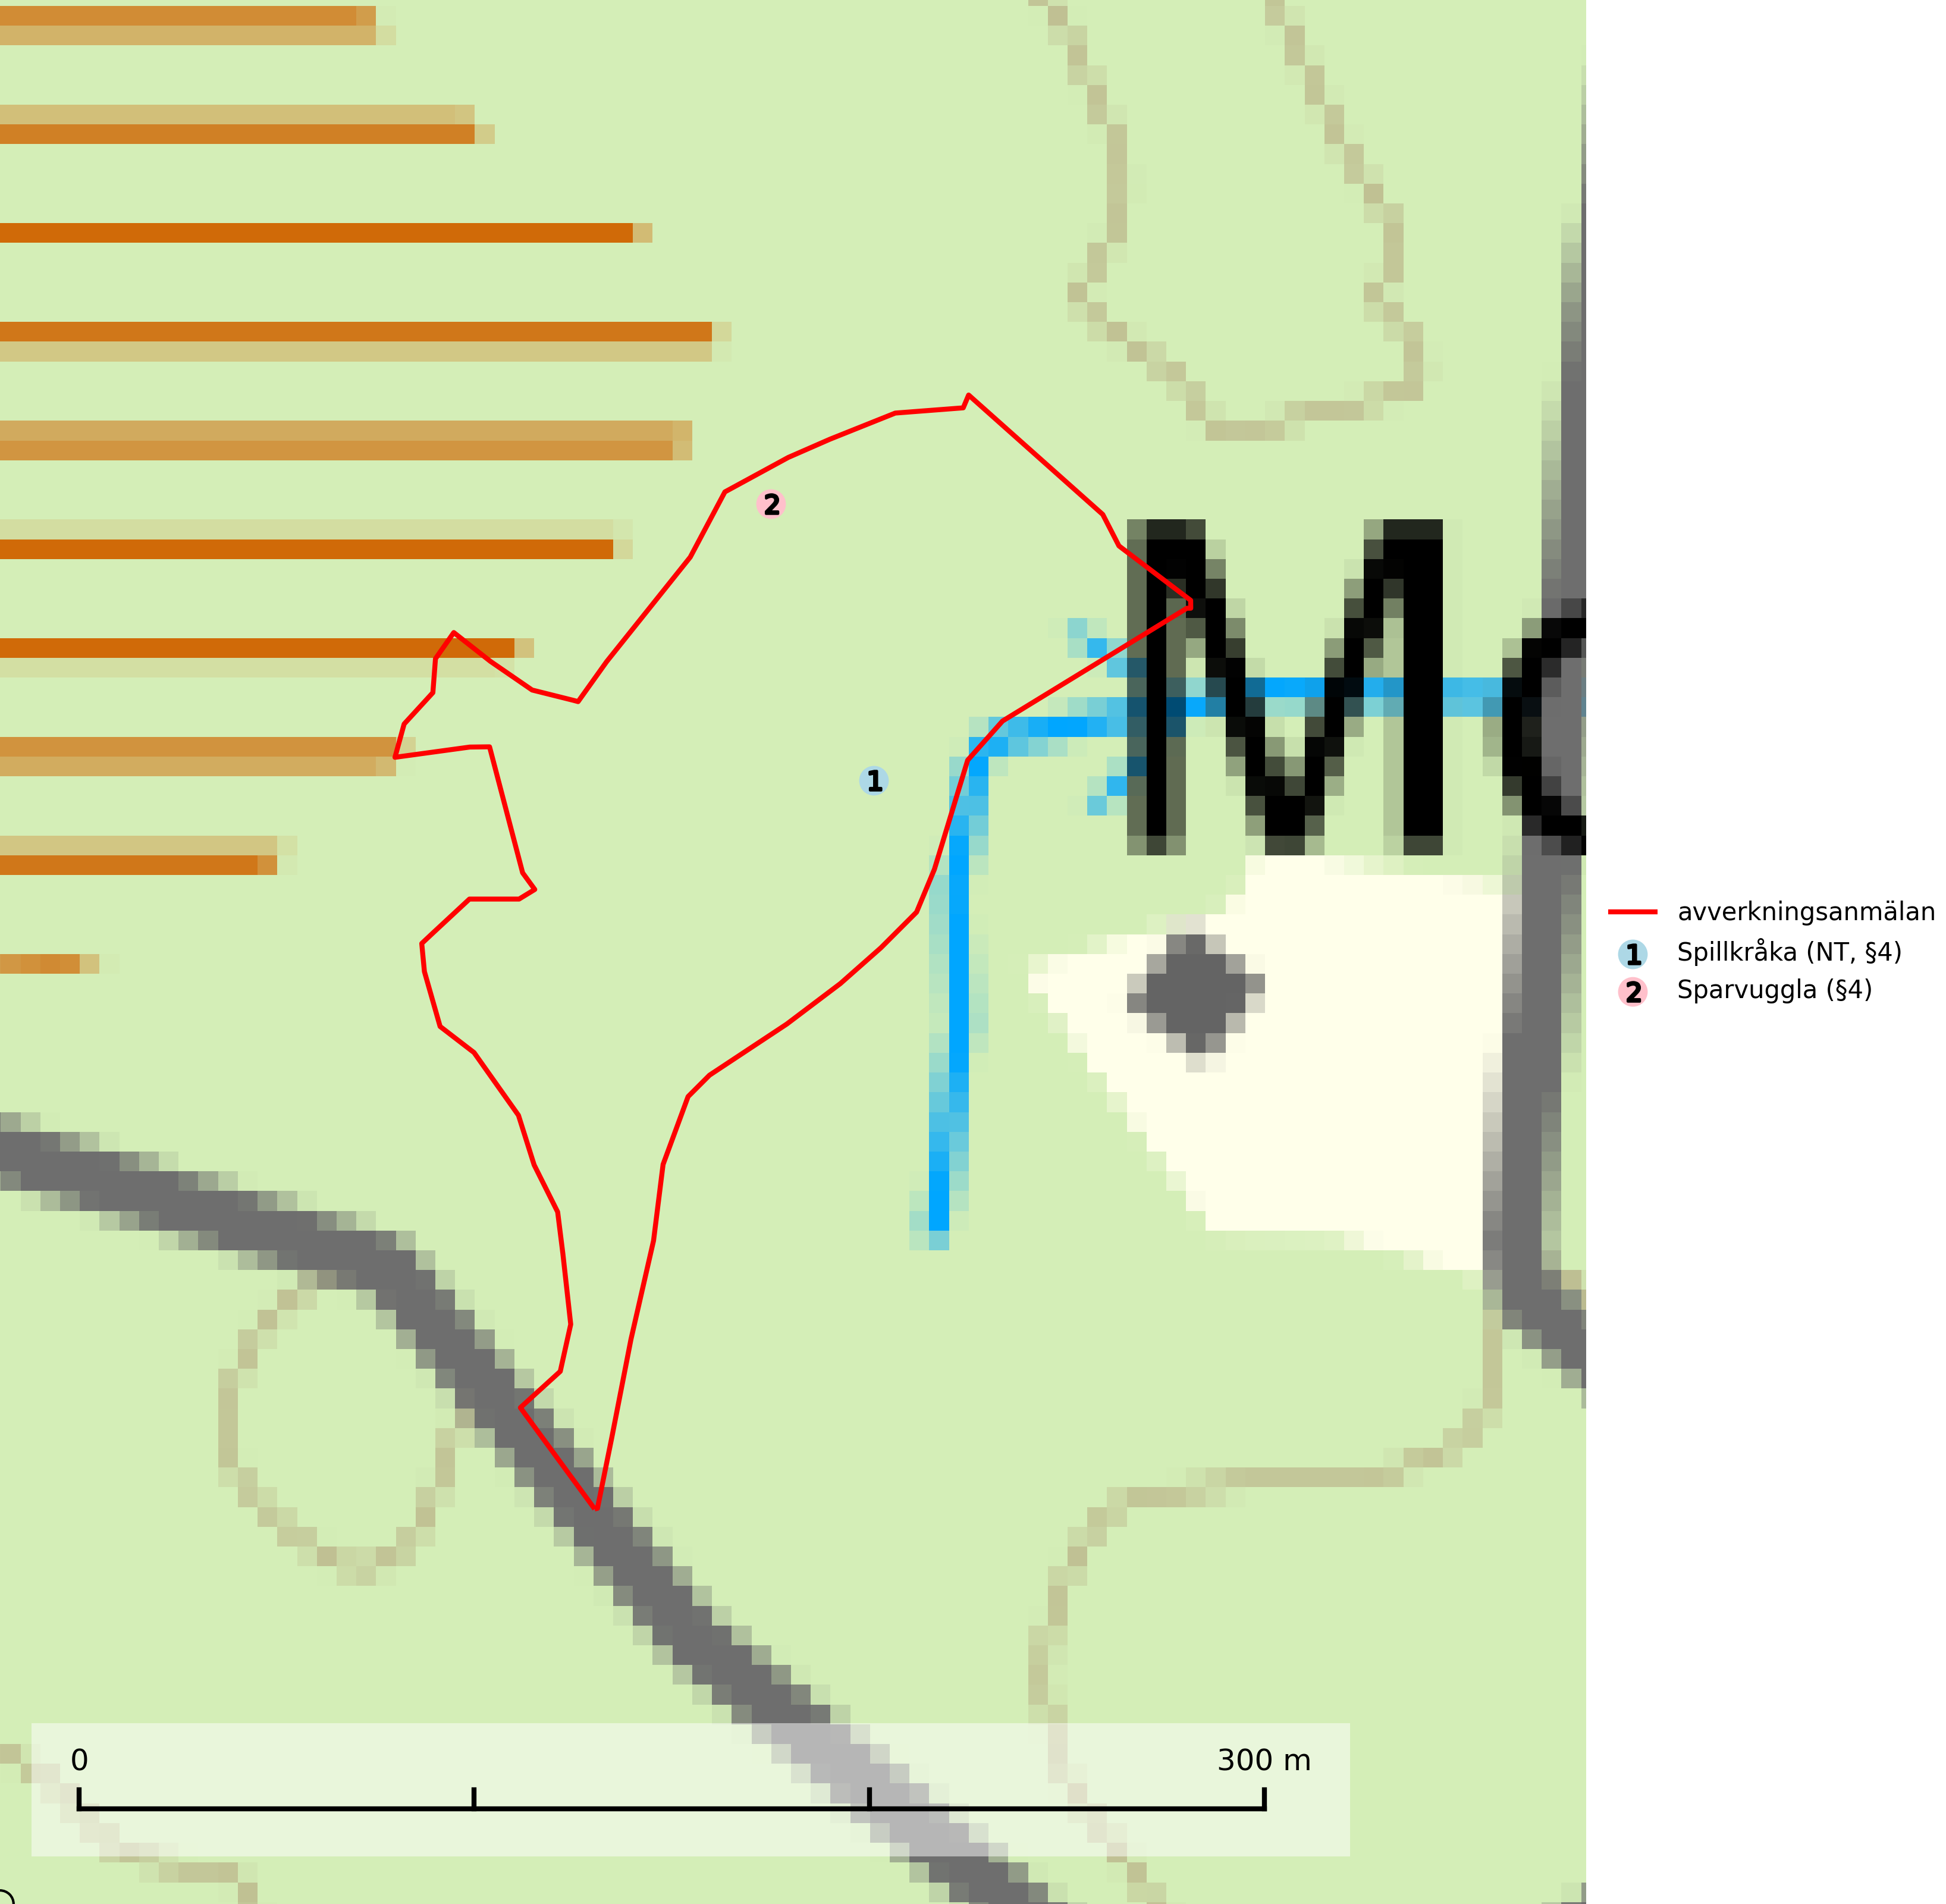 2
M
1
avverkningsanmälan
1 Spillkråka (NT, §4)
2 Sparvuggla (§4)
0 300 m